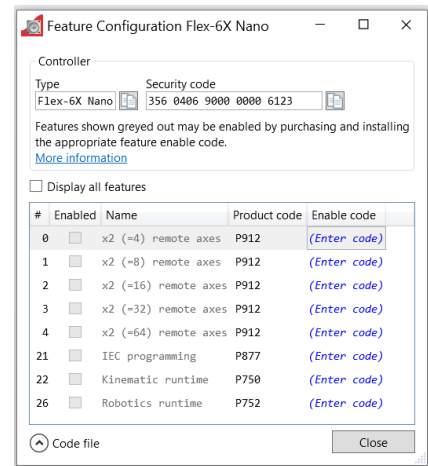 Feature Configuration Flex-6X Nano
Controller
Type Security code
Flex-6X Nano 356 0406 9000 0000 6123
Features shown greyed out may be enabled by purchasing and installing
the appropriate feature enable code.
More information
Display all features
# Enabled Name Product code Enable code
0 x2 (=4) remote axes P912 (Enter code)
1 x2 (=8) remote axes P912 (Enter code)
2 x2 (=16) remote axes P912 (Enter code)
3 x2 (=32) remote axes P912 (Enter code)
4 x2 (=64) remote axes P912 (Enter code)
21 IEC programming P877 (Enter code)
22 Kinematic runtime P750 (Enter code)
26 Robotics runtime P752 (Enter code)
Code file Close